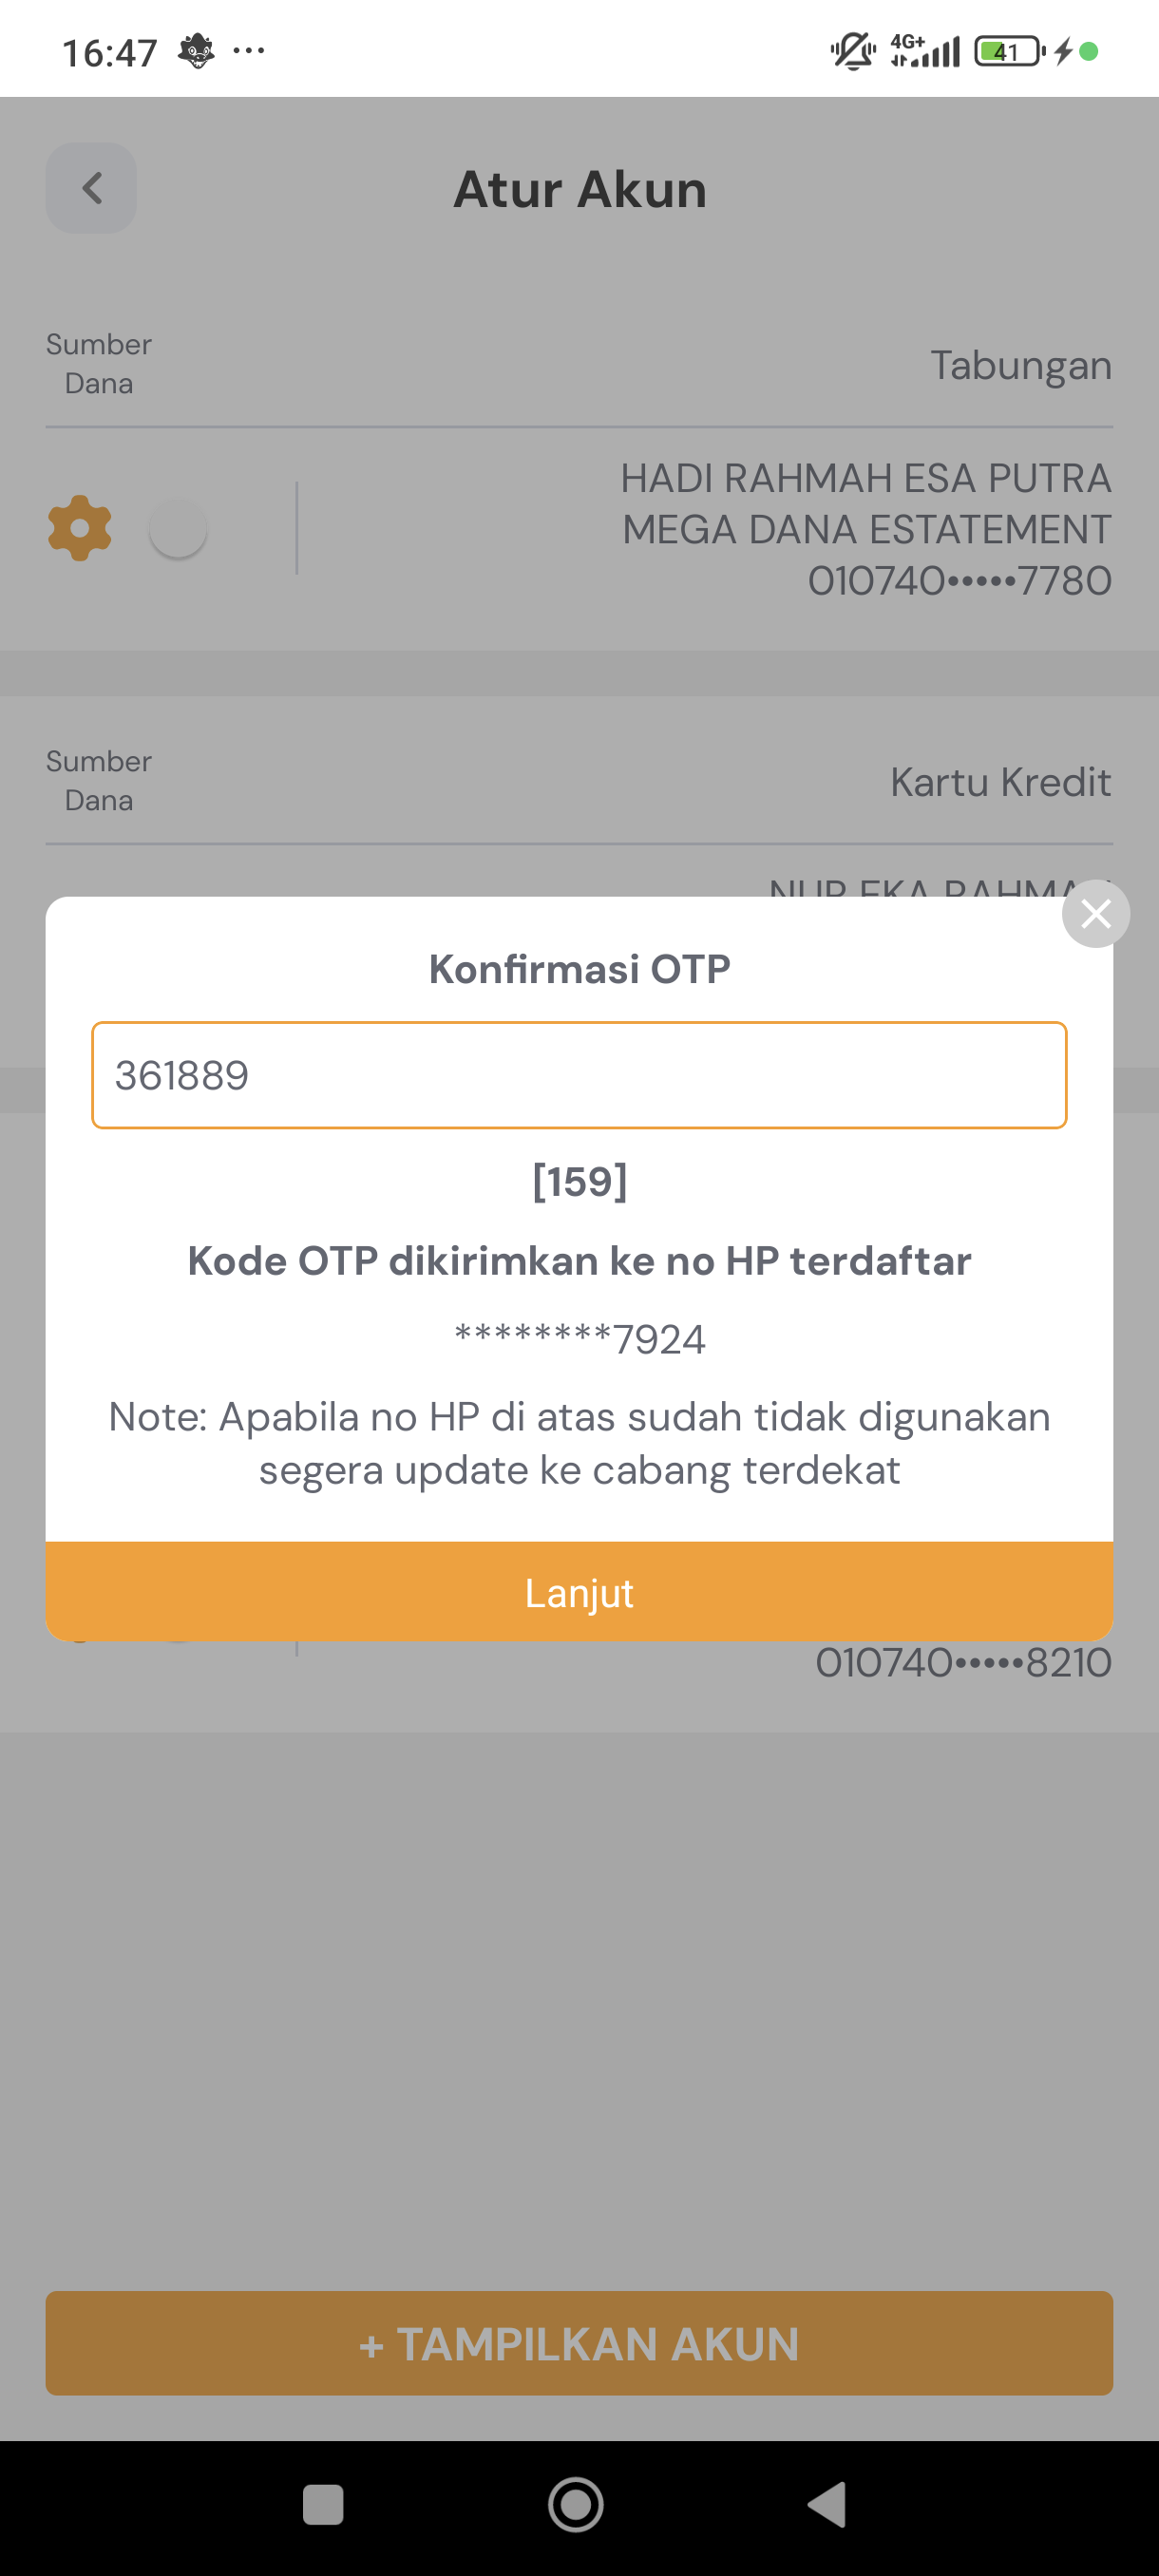 16:47
4G+
41
Atur Akun
Sumber
Dana
Tabungan
HADI RAHMAH ESA PUTRA
MEGA DANA ESTATEMENT
010740•••••7780
Sumber
Dana
Kartu Kredit
NUR EKA
Konfirmasi OTP
361889
[159]
Kode OTP dikirimkan ke no HP terdaftar
********7924
Note: Apabila no HP di atas sudah tidak digunakan
segera update ke cabang terdekat
Lanjut
010740•••••8210
+ TAMPILKAN AKUN